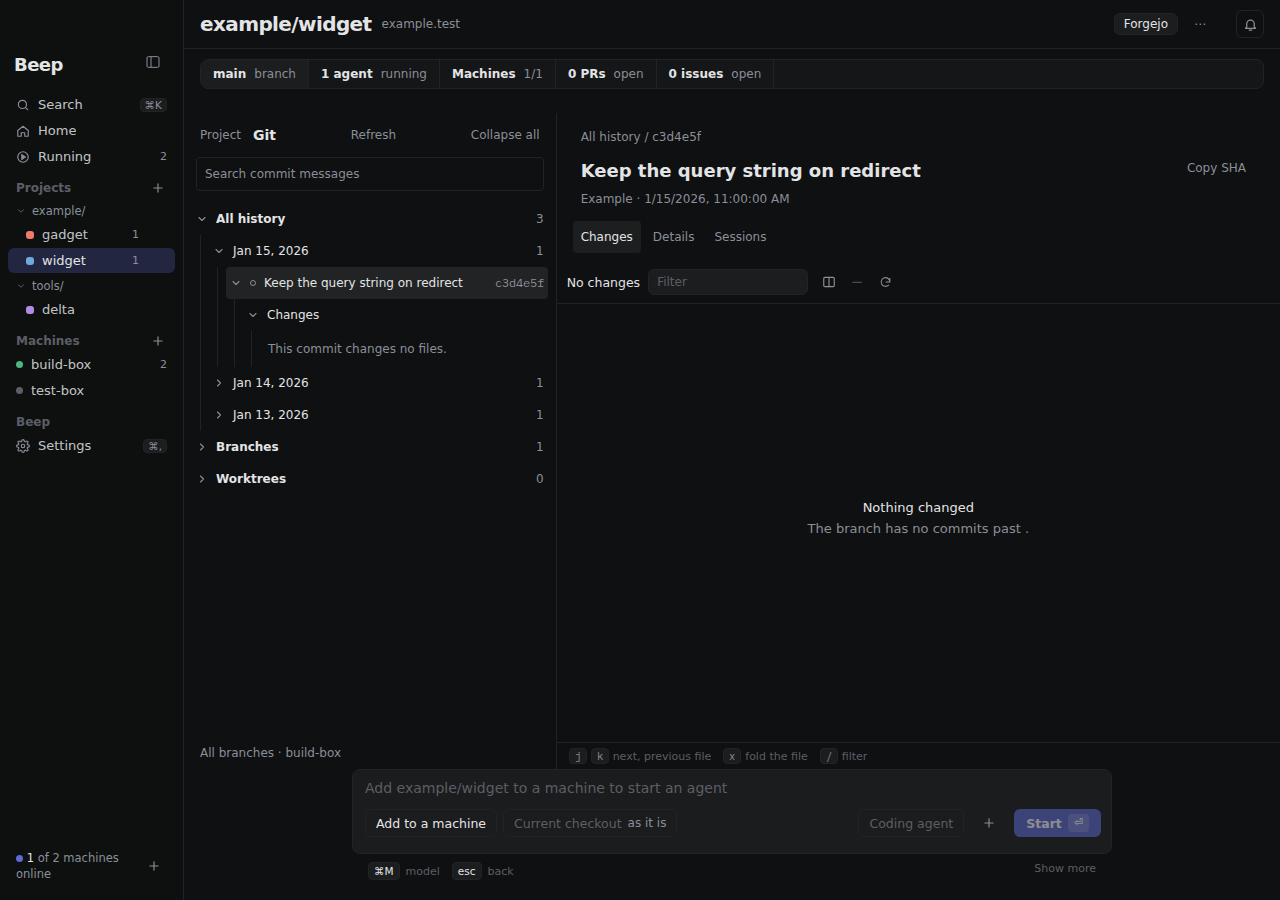 example/widget example.test Forgejo ...
Beep
main branch 1 agent running Machines 1/1 0 PRs open 0 issues open
Search ⌘K
Home
Running 2
Projects
example/
gadget 1
widget 1
tools/
delta
Machines
build-box 2
test-box
Beep
Settings ⌘,
1 of 2 machines
online
Project Git Refresh Collapse all
Search commit messages
All history 3
Jan 15, 2026 1
Keep the query string on redirect c3d4e5f
Changes
This commit changes no files.
Jan 14, 2026 1
Jan 13, 2026 1
Branches 1
Worktrees 0
All branches · build-box
All history / c3d4e5f
Keep the query string on redirect Copy SHA
Example · 1/15/2026, 11:00:00 AM
Changes Details Sessions
No changes Filter
Nothing changed
The branch has no commits past .
j k next, previous file x fold the file / filter
Add example/widget to a machine to start an agent
Add to a machine Current checkout as it is Coding agent Start ⏎
⌘M model esc back Show more